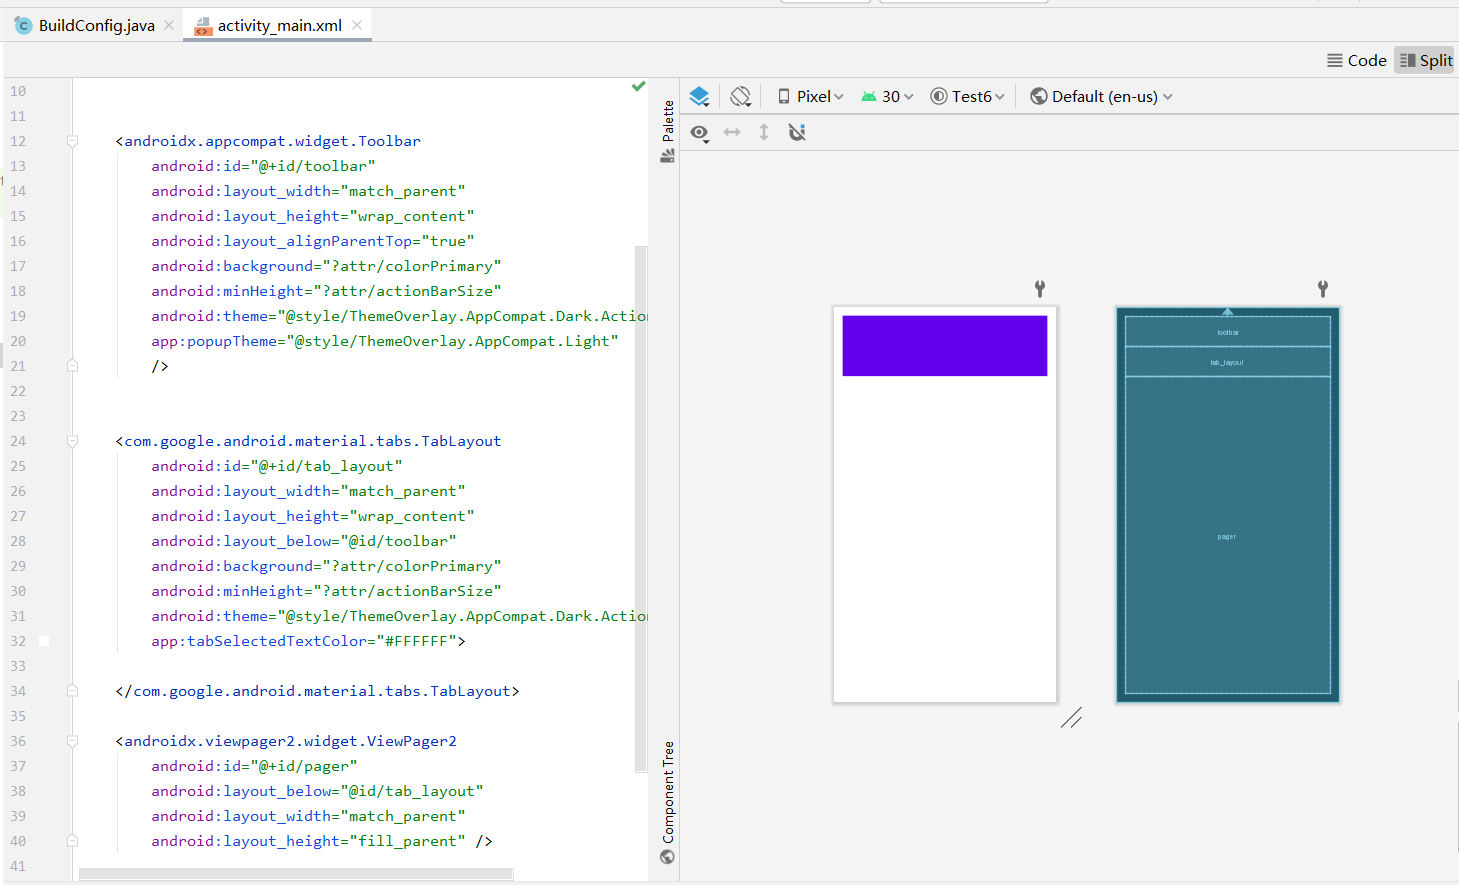 BuildConfig.java
activity_main.xml
Code
Split
Pixel
30
Test6
Default (en-us)
Palette
10
11
12 <androidx.appcompat.widget.Toolbar
13 android:id="@+id/toolbar"
14 android:layout_width="match_parent"
15 android:layout_height="wrap_content"
16 android:layout_alignParentTop="true"
17 android:background="?attr/colorPrimary"
18 android:minHeight="?attr/actionBarSize"
19 android:theme="@style/ThemeOverlay.AppCompat.Dark.Actio
20 app:popupTheme="@style/ThemeOverlay.AppCompat.Light"
21 />
22
23
24 <com.google.android.material.tabs.TabLayout
25 android:id="@+id/tab_layout"
26 android:layout_width="match_parent"
27 android:layout_height="wrap_content"
28 android:layout_below="@id/toolbar"
29 android:background="?attr/colorPrimary"
30 android:minHeight="?attr/actionBarSize"
31 android:theme="@style/ThemeOverlay.AppCompat.Dark.Actio
32 app:tabSelectedTextColor="#FFFFFF">
33
34 </com.google.android.material.tabs.TabLayout>
35
36 <androidx.viewpager2.widget.ViewPager2
37 android:id="@+id/pager"
38 android:layout_below="@id/tab_layout"
39 android:layout_width="match_parent"
40 android:layout_height="fill_parent" />
41
toolbar
tab_layout
pager
Component Tree